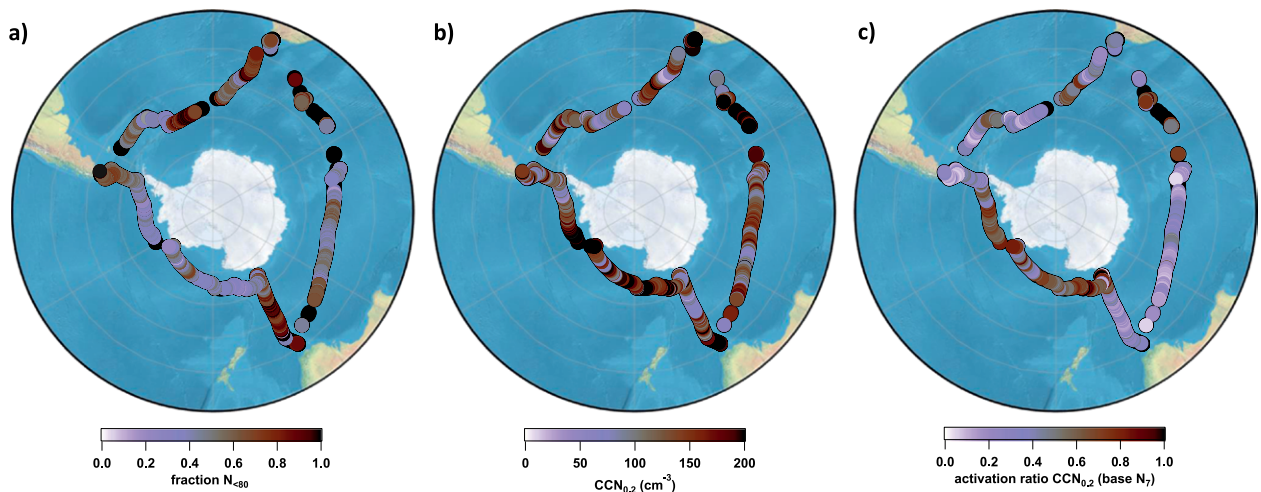 a)
b)
c)
0.0 0.2 0.4 0.6 0.8 1.0
fraction N<80
0 50 100 150 200
CCN0.2 (cm-3)
0.0 0.2 0.4 0.6 0.8 1.0
activation ratio CCN0.2 (base N7)